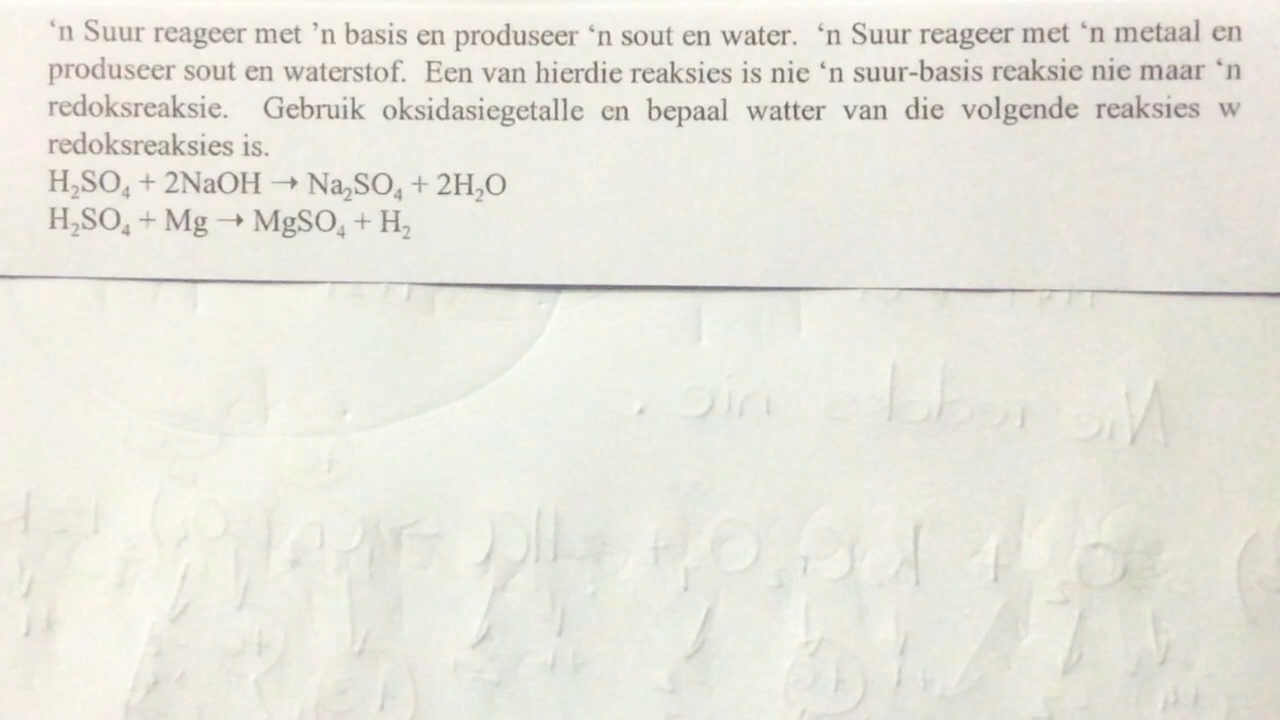 ‘n Suur reageer met ’n basis en produseer ‘n sout en water. ‘n Suur reageer met ‘n metaal en
produseer sout en waterstof. Een van hierdie reaksies is nie ‘n suur-basis reaksie nie maar ‘n
redoksreaksie. Gebruik oksidasiegetalle en bepaal watter van die volgende reaksies w
redoksreaksies is.
H₂SO₄ + 2NaOH → Na₂SO₄ + 2H₂O
H₂SO₄ + Mg → MgSO₄ + H₂